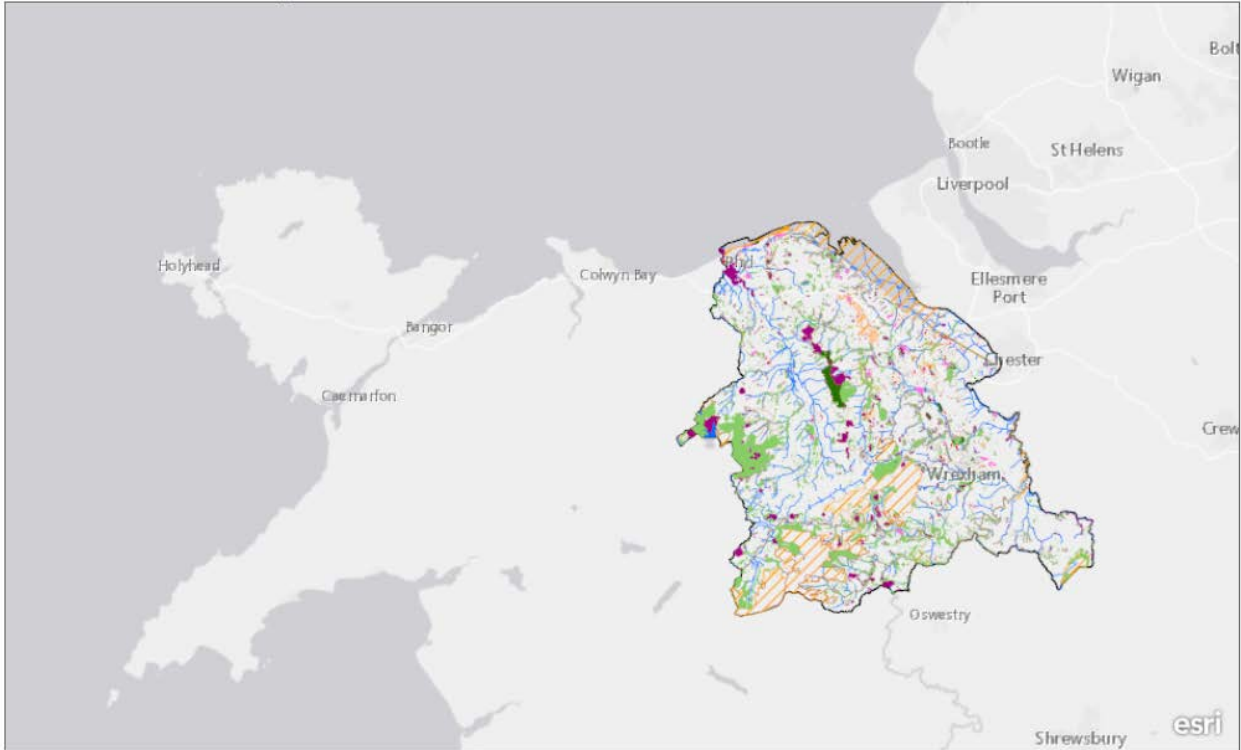 Bolt
Wigan
Bootle
St Helens
Liverpool
Holyhead
Rhyl
Colwyn Bay
Ellesmere
Port
Bangor
Chester
Caernarfon
Crew
Wrexham
Oswestry
esri
Shrewsbury